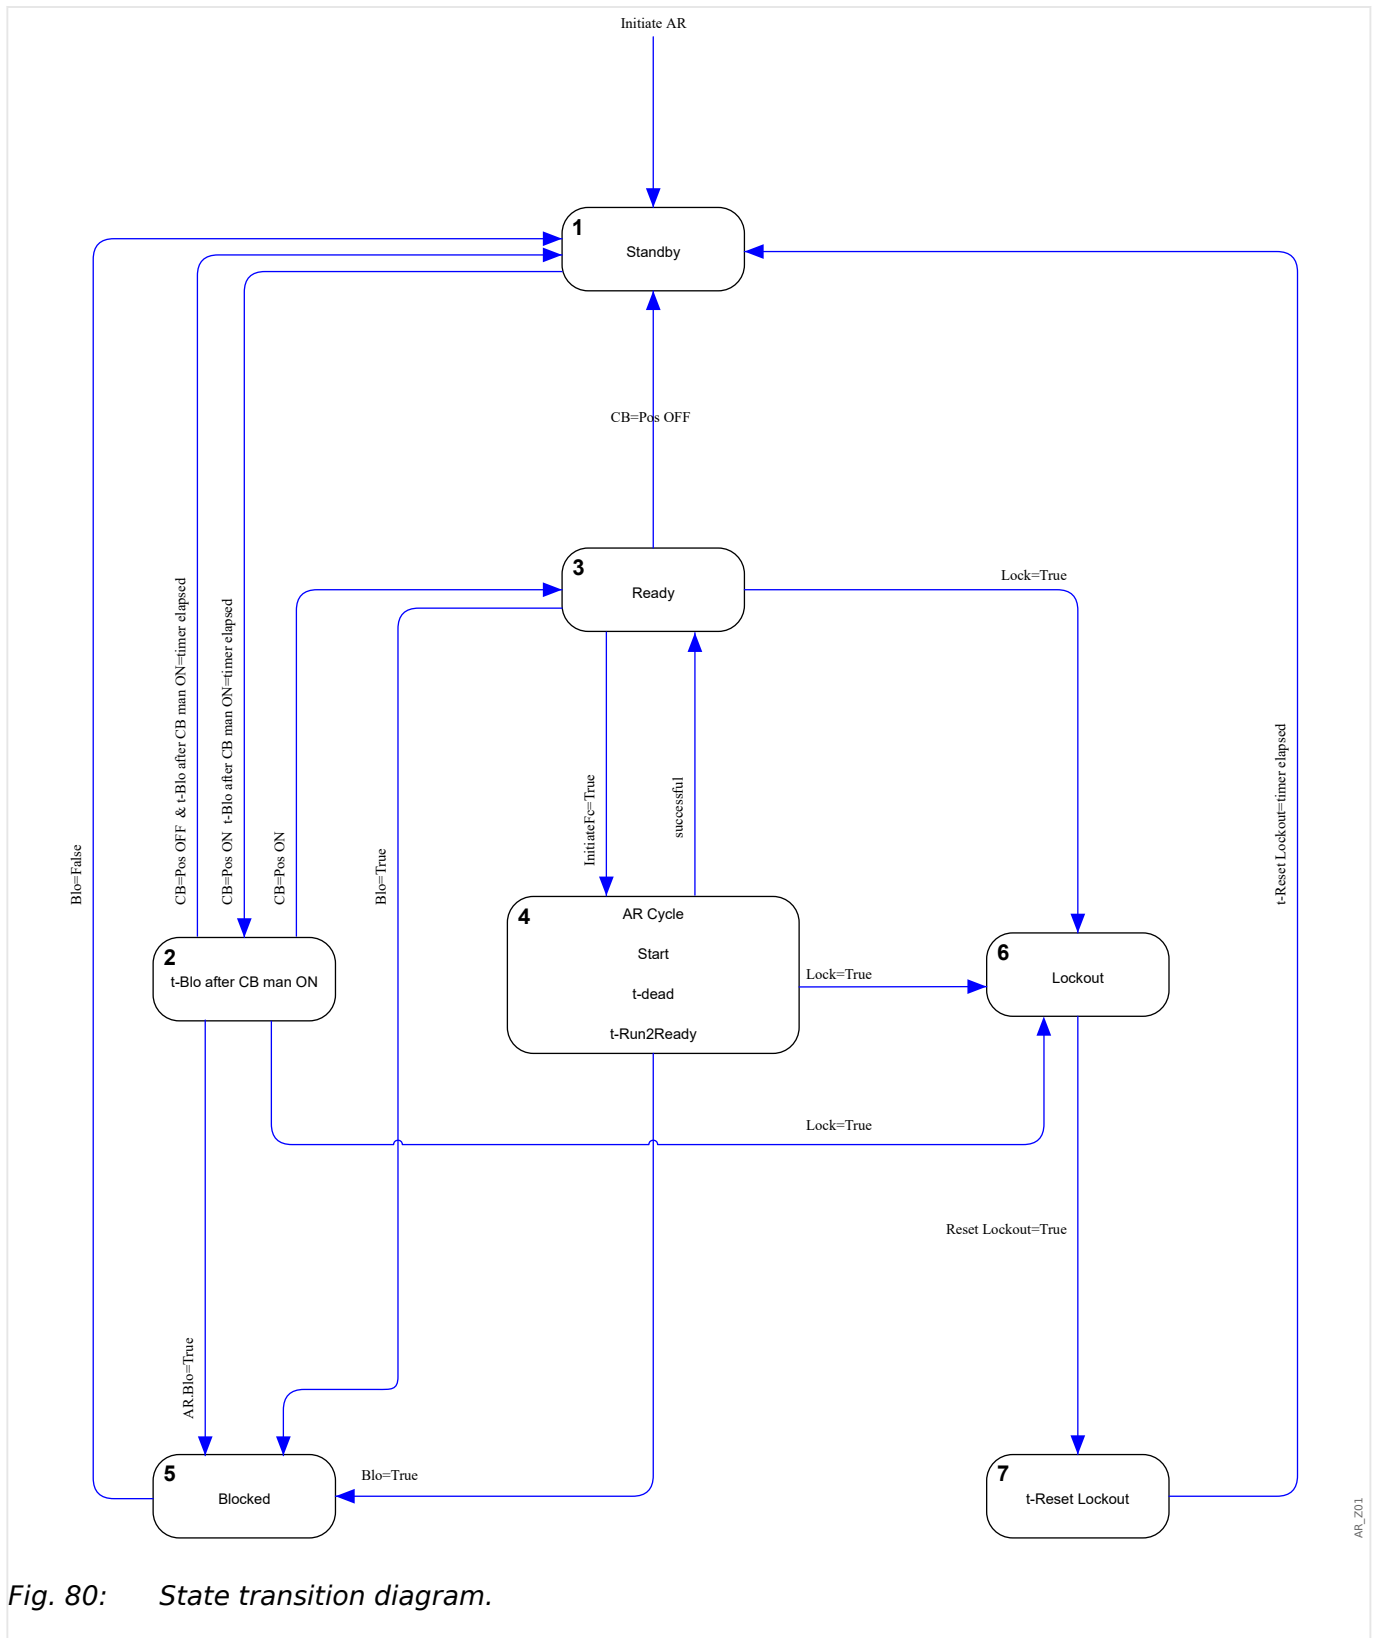 Initiate AR
1
Standby
CB=Pos OFF
3
Ready
Lock=True
CB=Pos OFF & t-Blo after CB man ON=timer elapsed
CB=Pos ON t-Blo after CB man ON=timer elapsed
CB=Pos ON
Blo=False
Blo=True
InitiateFc=True
successful
t-Reset Lockout=timer elapsed
2
t-Blo after CB man ON
4
AR Cycle
Start
t-dead
t-Run2Ready
Lock=True
6
Lockout
Lock=True
Reset Lockout=True
AR.Blo=True
5
Blocked
Blo=True
7
t-Reset Lockout
AR_Z01
Fig. 80: State transition diagram.